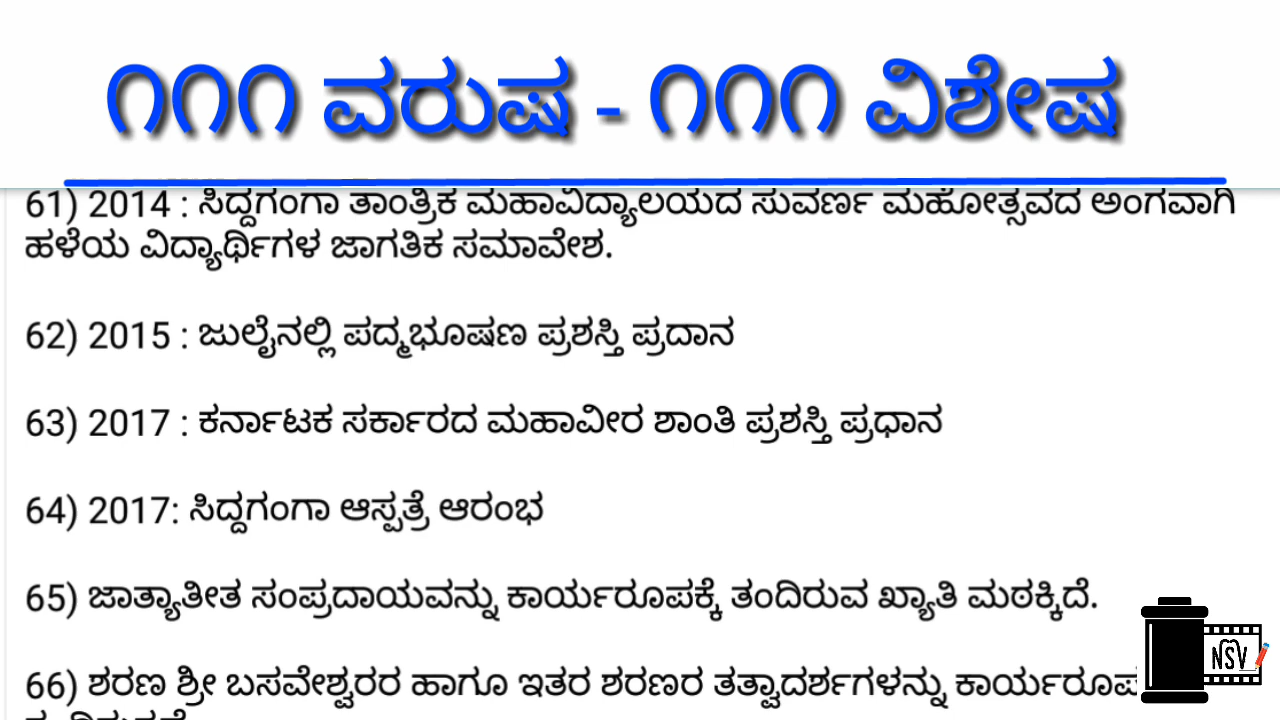 ೧೧೧ ವರುಷ - ೧೧೧ ವಿಶೇಷ
61) 2014 : ಸಿದ್ದಗಂಗಾ ತಾಂತ್ರಿಕ ಮಹಾವಿದ್ಯಾಲಯದ ಸುವರ್ಣ ಮಹೋತ್ಸವದ ಅಂಗವಾಗಿ
ಹಳೆಯ ವಿದ್ಯಾರ್ಥಿಗಳ ಜಾಗತಿಕ ಸಮಾವೇಶ.
62) 2015 : ಜುಲೈನಲ್ಲಿ ಪದ್ಮಭೂಷಣ ಪ್ರಶಸ್ತಿ ಪ್ರದಾನ
63) 2017 : ಕರ್ನಾಟಕ ಸರ್ಕಾರದ ಮಹಾವೀರ ಶಾಂತಿ ಪ್ರಶಸ್ತಿ ಪ್ರಧಾನ
64) 2017: ಸಿದ್ದಗಂಗಾ ಆಸ್ಪತ್ರೆ ಆರಂಭ
65) ಜಾತ್ಯಾತೀತ ಸಂಪ್ರದಾಯವನ್ನು ಕಾರ್ಯರೂಪಕ್ಕೆ ತಂದಿರುವ ಖ್ಯಾತಿ ಮಠಕ್ಕಿದೆ.
66) ಶರಣ ಶ್ರೀ ಬಸವೇಶ್ವರರ ಹಾಗೂ ಇತರ ಶರಣರ ತತ್ವಾದರ್ಶಗಳನ್ನು ಕಾರ್ಯರೂಪ
NSV